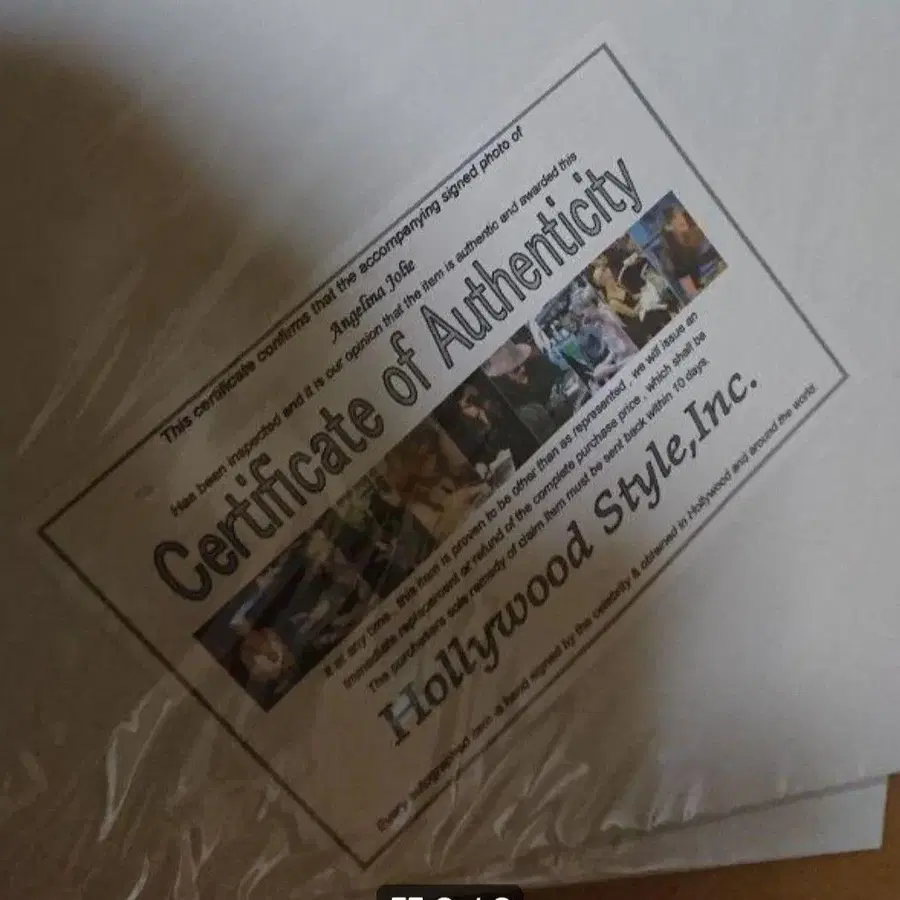 This certificate confirms that the accompanying signed photo of
Angelina Jolie
Has been inspected and it is our opinion that the item is authentic and awarded this
Certificate of Authenticity
If at any time, this item is proven to be other than as represented, we will issue an
immediate replacement or refund of the complete purchase price, which shall be
The purchasers sole remedy of claim item must be sent back within 10 days.
Hollywood Style,Inc.
Every autographed item is hand signed by the celebrity & obtained in Hollywood and around the world.